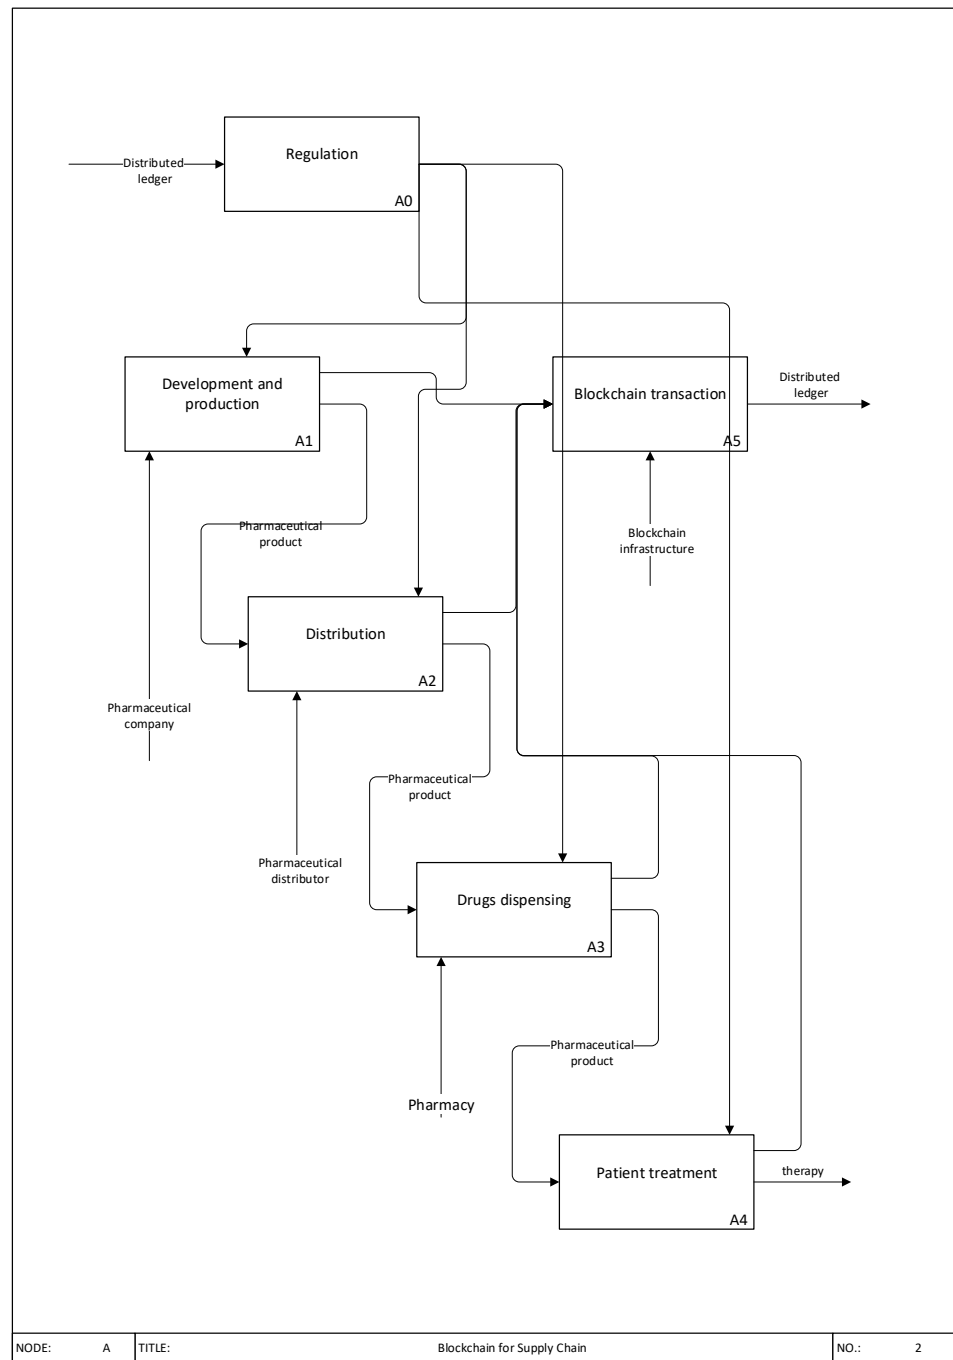 Regulation
Distributed
ledger
A0
Development and
production
A1
Blockchain transaction
A5
Distributed
ledger
Pharmaceutical
product
Blockchain
infrastructure
Distribution
A2
Pharmaceutical
company
Pharmaceutical
product
Pharmaceutical
distributor
Drugs dispensing
A3
Pharmaceutical
product
Pharmacy
Patient treatment
A4
therapy
NODE: A TITLE: Blockchain for Supply Chain NO.: 2